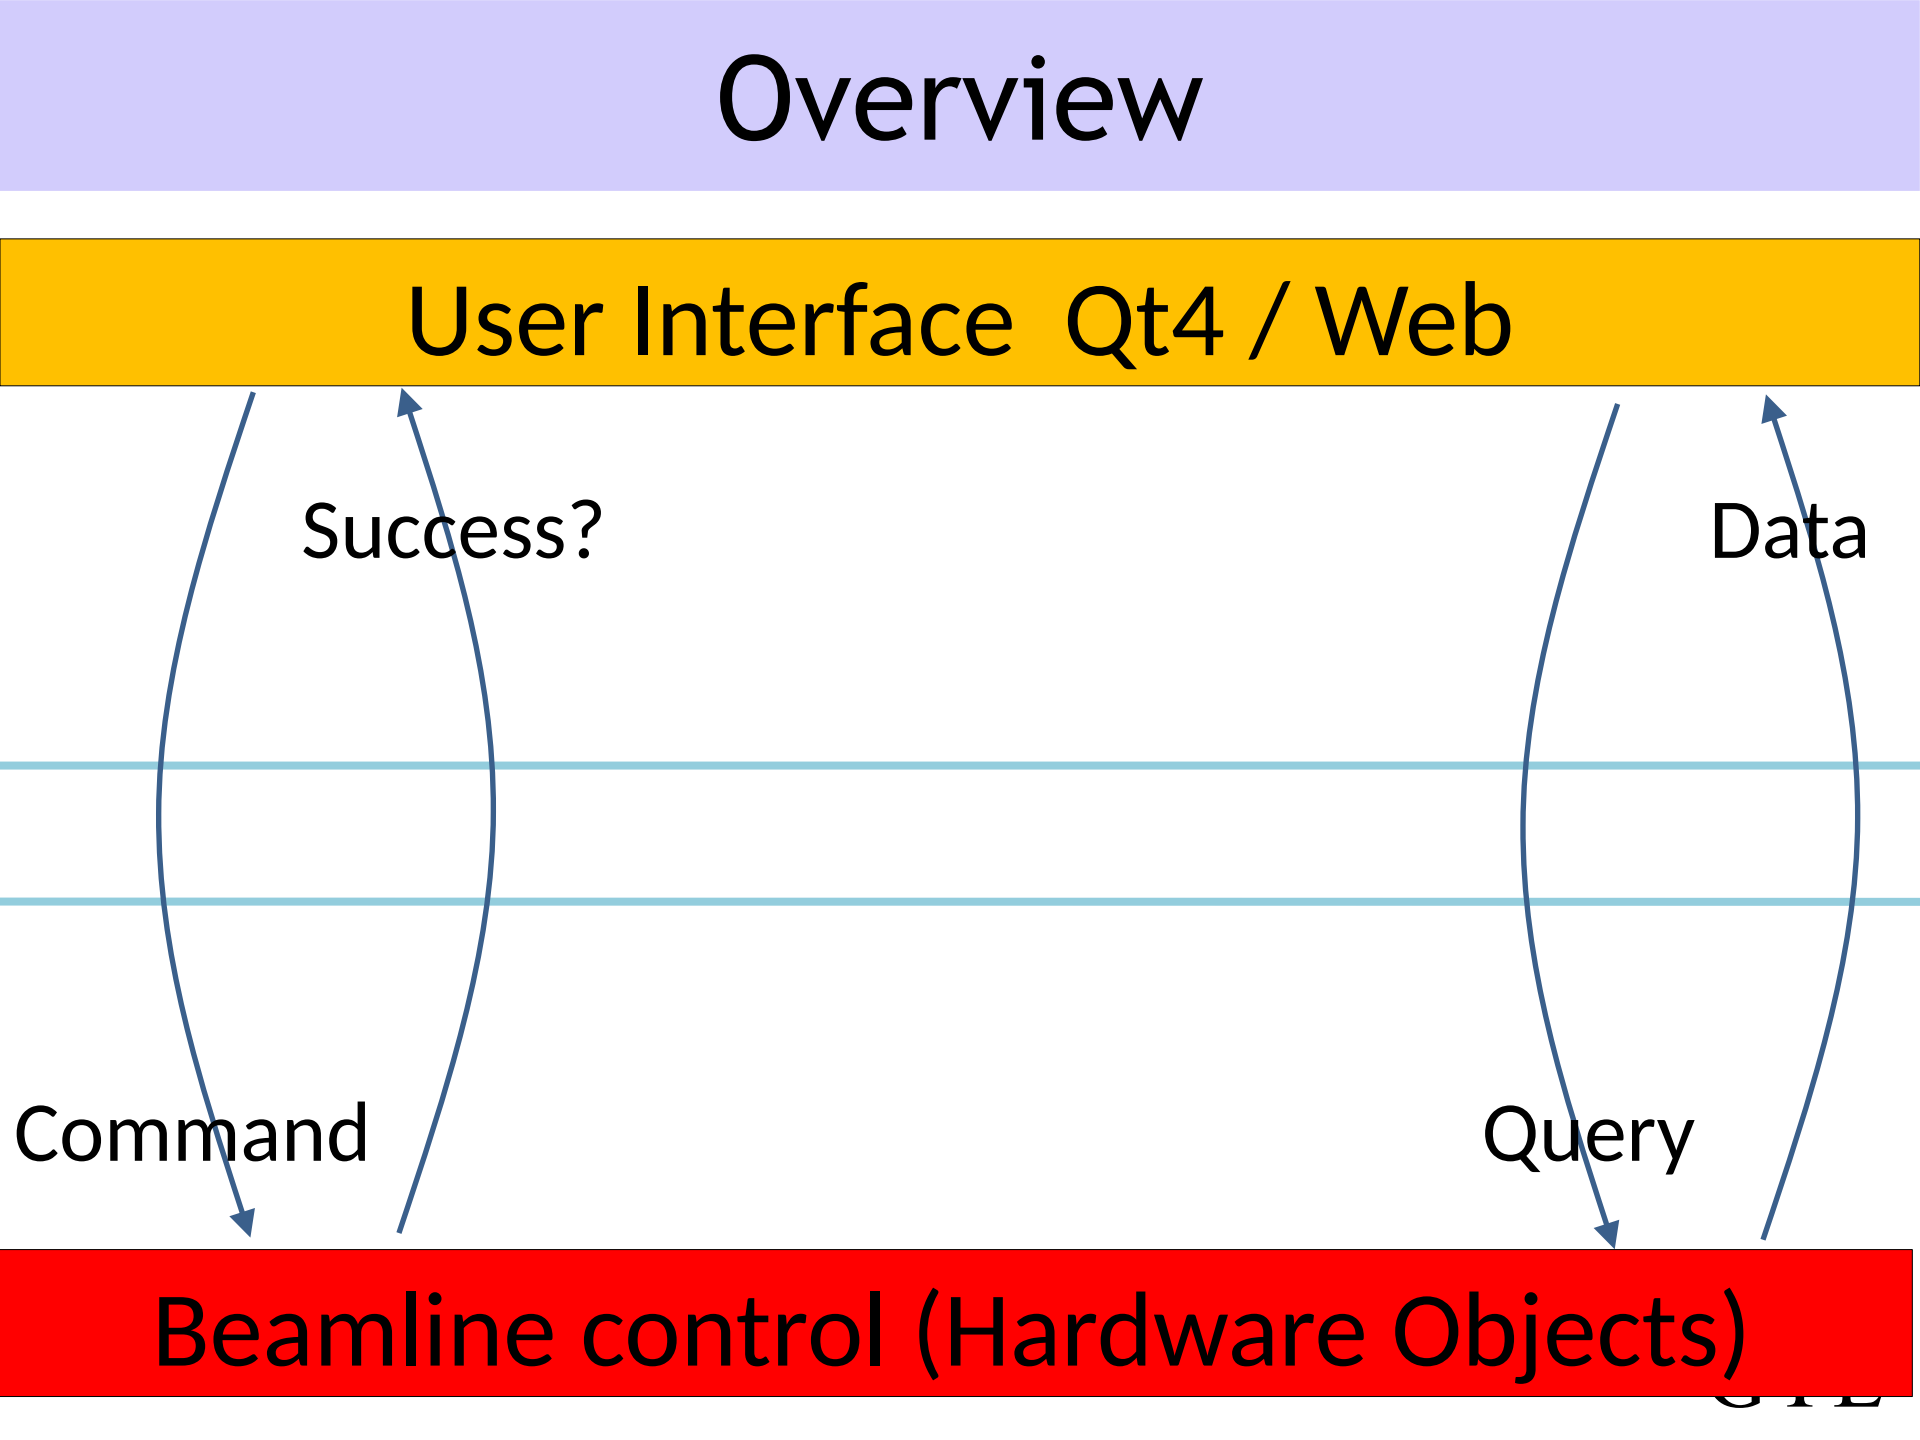 Overview
User Interface  Qt4 / Web
Success?
Data
Command
Query
Beamline control (Hardware Objects)